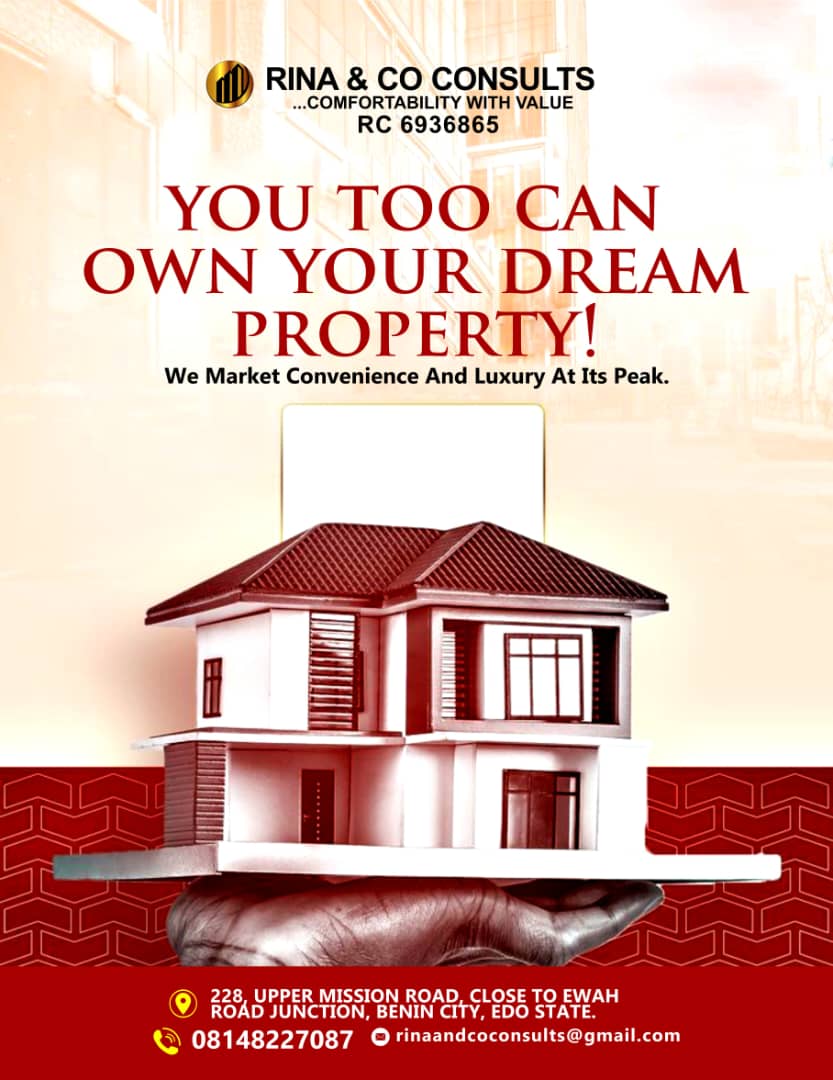 RINA & CO CONSULTS
...COMFORTABILITY WITH VALUE
RC 6936865
YOU TOO CAN
OWN YOUR DREAM
PROPERTY!
We Market Convenience And Luxury At Its Peak.
228, UPPER MISSION ROAD, CLOSE TO EWAH
ROAD JUNCTION, BENIN CITY, EDO STATE.
08148227087 rinaandcoconsults@gmail.com